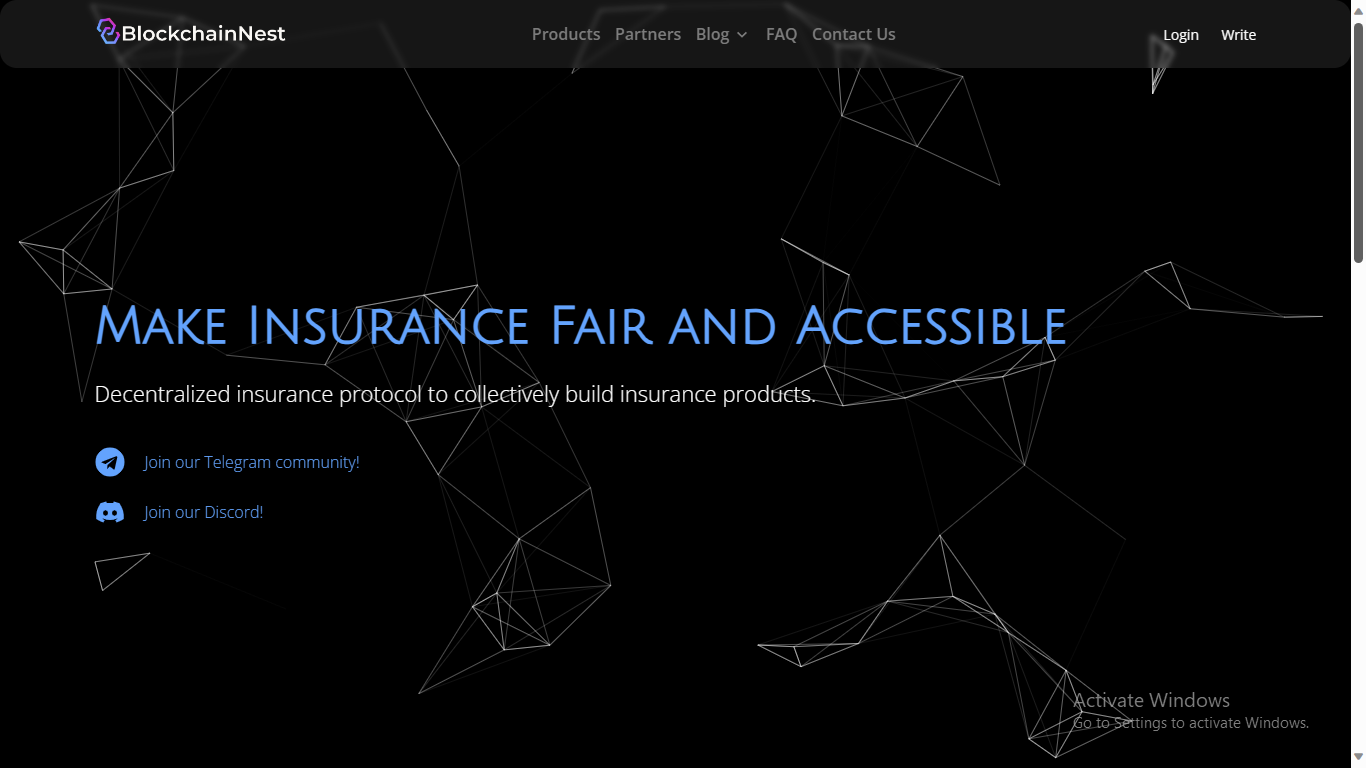 BlockchainNest
Products Partners Blog FAQ Contact Us
Login Write
Make Insurance Fair and Accessible
Decentralized insurance protocol to collectively build insurance products.
Join our Telegram community!
Join our Discord!
Activate Windows
Go to Settings to activate Windows.